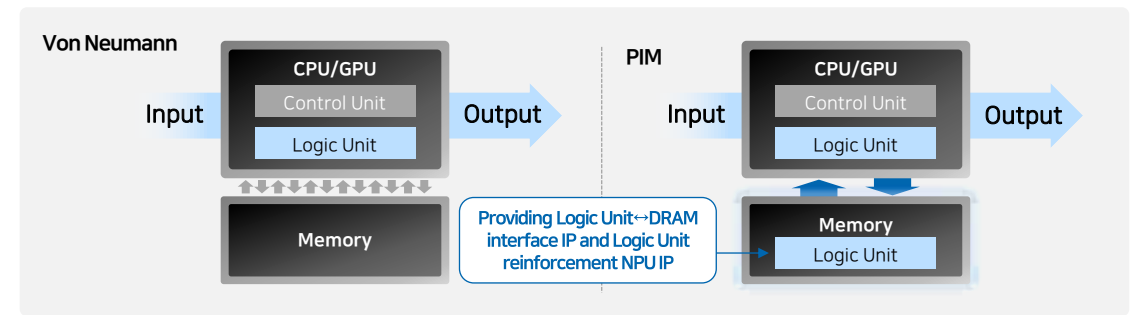 Von Neumann
CPU/GPU
Control Unit
Logic Unit
Input
Output
Memory
PIM
CPU/GPU
Control Unit
Logic Unit
Input
Output
Memory
Logic Unit
Providing Logic Unit↔DRAM
interface IP and Logic Unit
reinforcement NPU IP